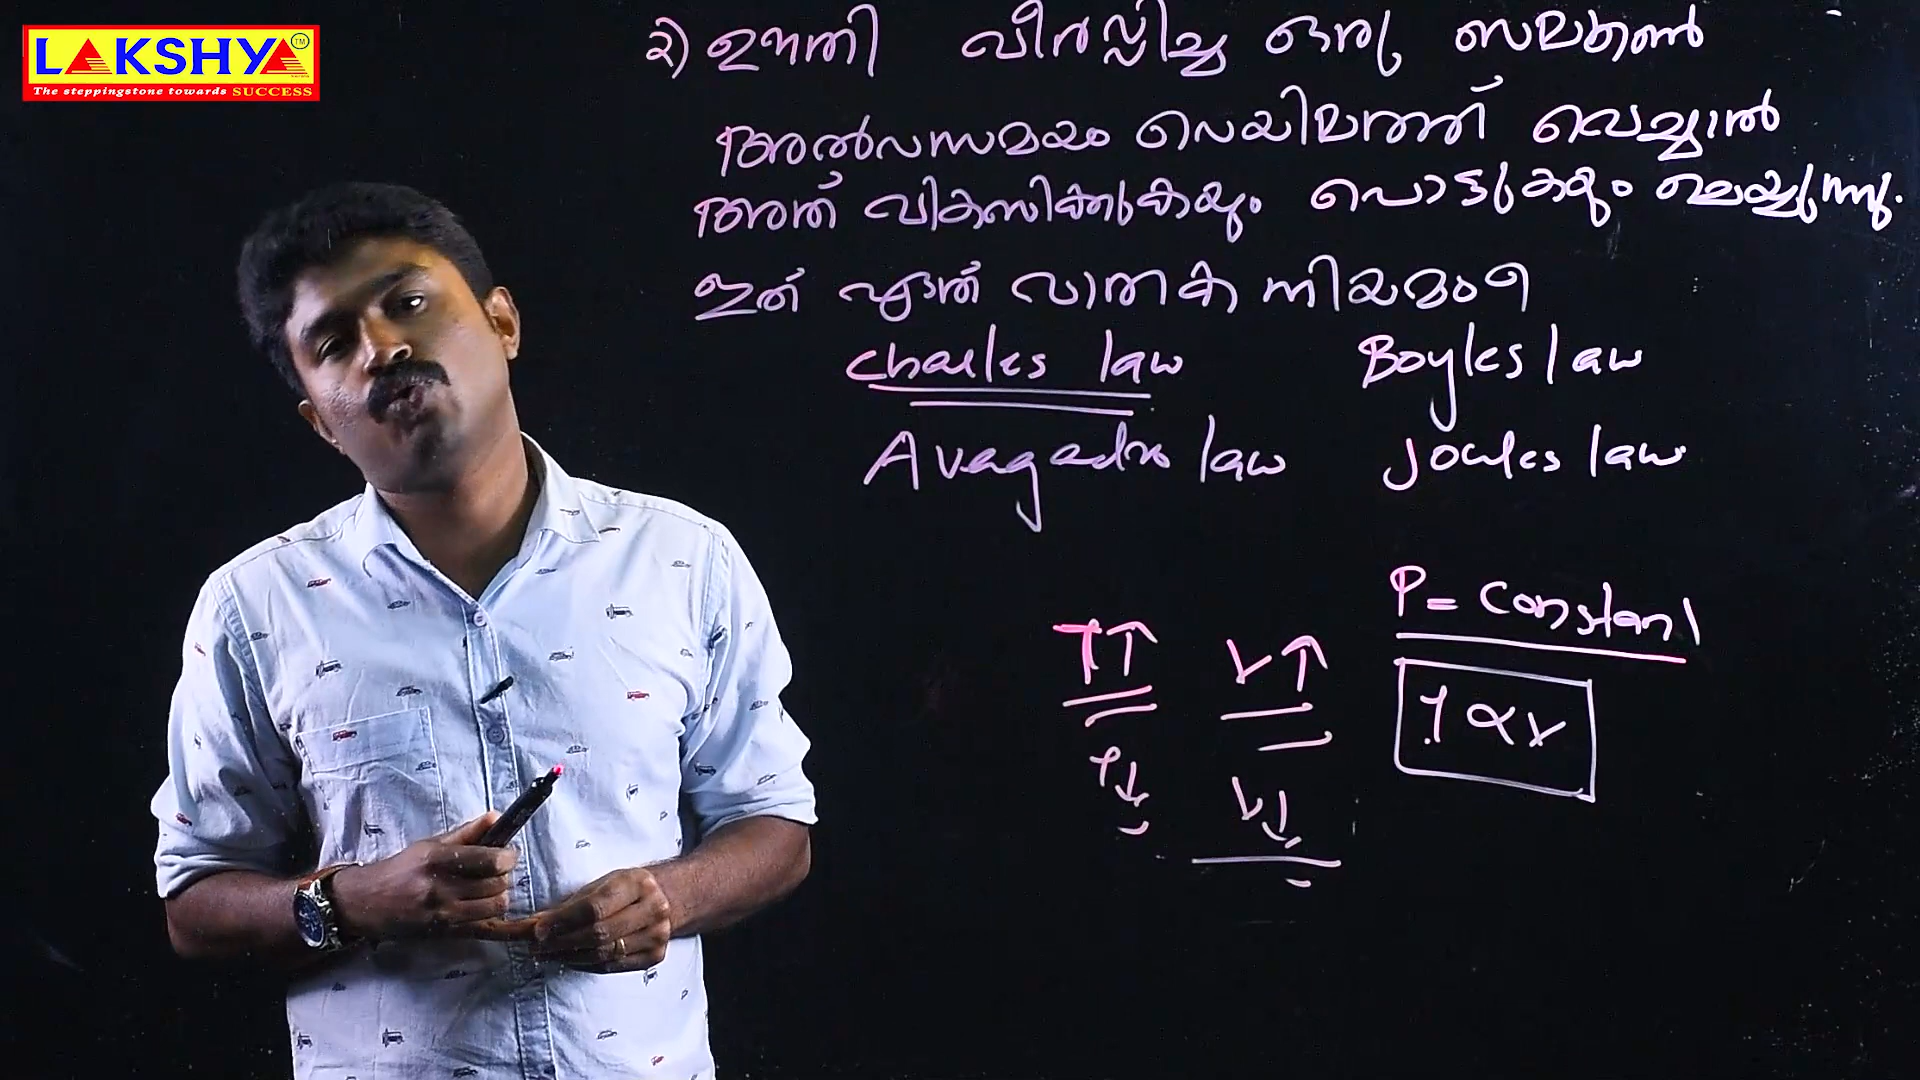 LAKSHYA TM
The steppingstone towards SUCCESS
2) ഊതി വീർപ്പിച്ച ഒരു ബലൂൺ
അൽപസമയം വെയിലത്ത് വെച്ചാൽ
അത് വികസിക്കുകയും പൊട്ടുകയും ചെയ്യുന്നു.
ഇത് ഏത് വാതക നിയമം?
Charles law Boyles law
Avagadro law Joules law
P = Constant
T↑ V↑
T ∝ V
T↓ V↓